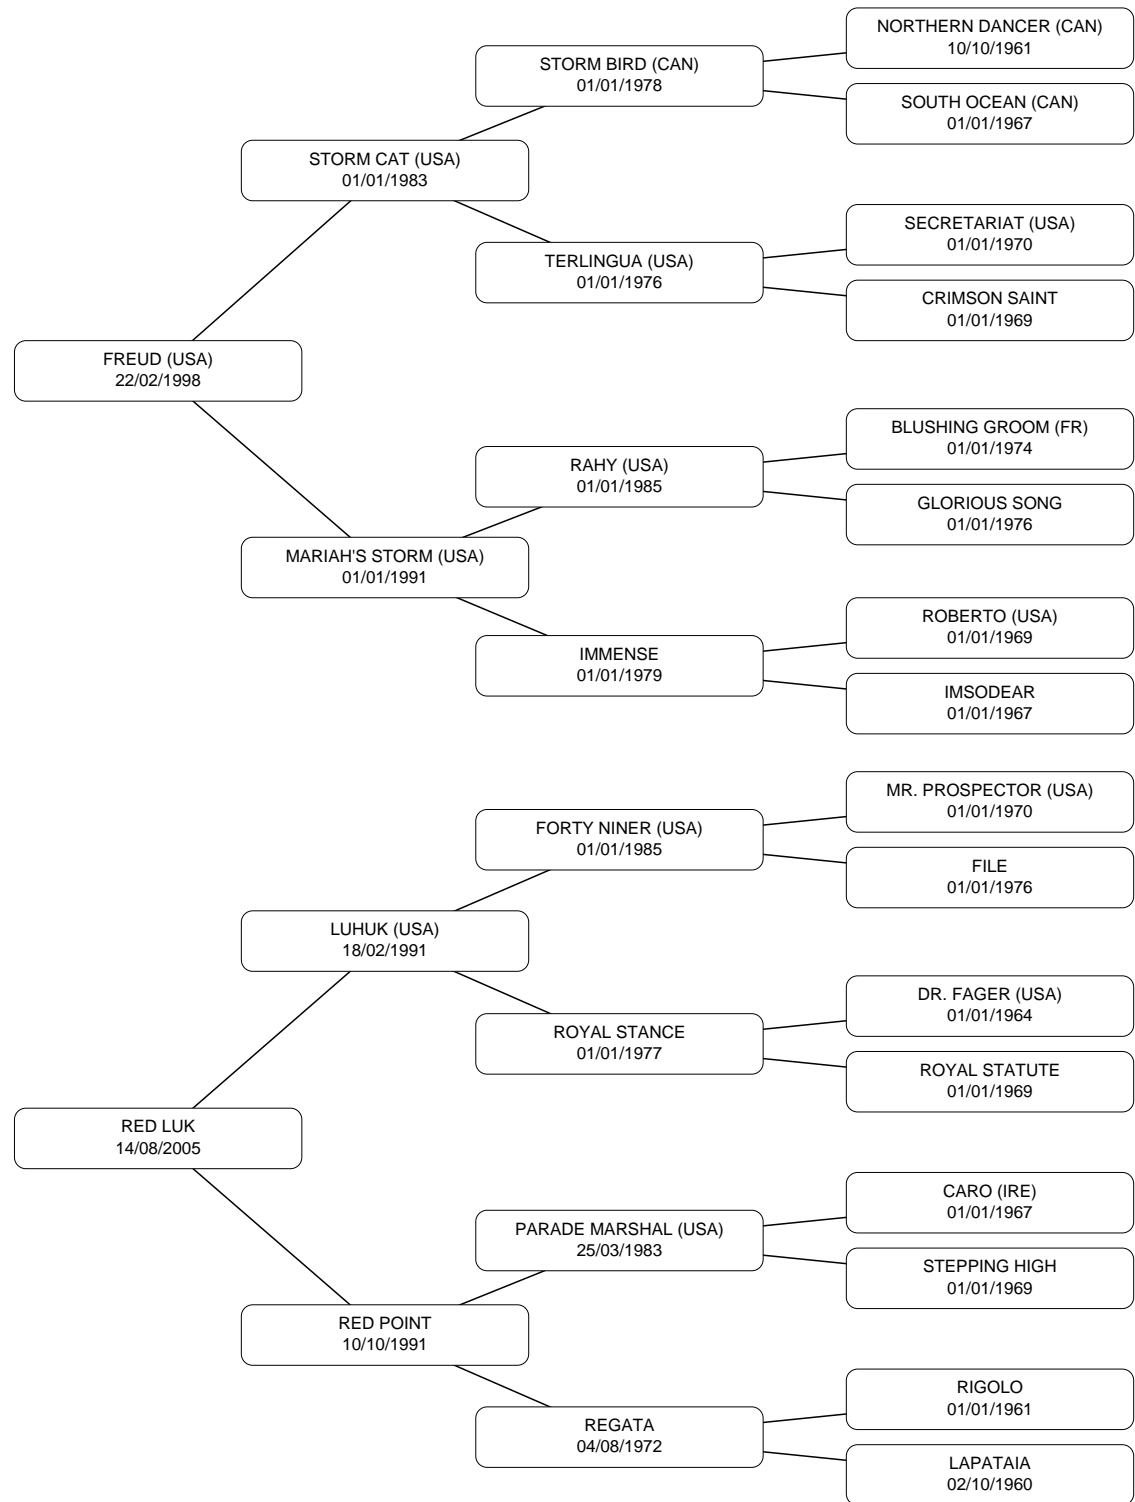 NORTHERN DANCER (CAN)
10/10/1961
STORM BIRD (CAN)
01/01/1978
SOUTH OCEAN (CAN)
01/01/1967
STORM CAT (USA)
01/01/1983
SECRETARIAT (USA)
01/01/1970
TERLINGUA (USA)
01/01/1976
CRIMSON SAINT
01/01/1969
FREUD (USA)
22/02/1998
BLUSHING GROOM (FR)
01/01/1974
RAHY (USA)
01/01/1985
GLORIOUS SONG
01/01/1976
MARIAH'S STORM (USA)
01/01/1991
ROBERTO (USA)
01/01/1969
IMMENSE
01/01/1979
IMSODEAR
01/01/1967
MR. PROSPECTOR (USA)
01/01/1970
FORTY NINER (USA)
01/01/1985
FILE
01/01/1976
LUHUK (USA)
18/02/1991
DR. FAGER (USA)
01/01/1964
ROYAL STANCE
01/01/1977
ROYAL STATUTE
01/01/1969
RED LUK
14/08/2005
CARO (IRE)
01/01/1967
PARADE MARSHAL (USA)
25/03/1983
STEPPING HIGH
01/01/1969
RED POINT
10/10/1991
RIGOLO
01/01/1961
REGATA
04/08/1972
LAPATAIA
02/10/1960